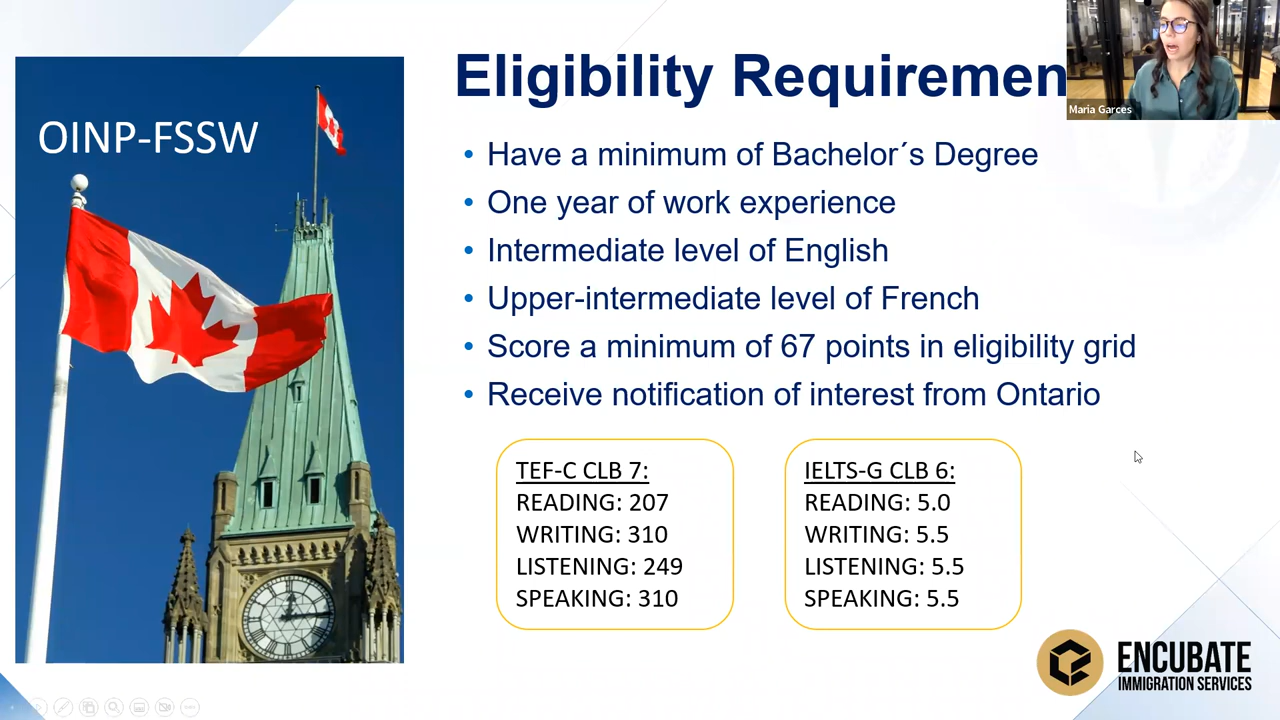 OINP-FSSW
Eligibility Requiremen
Maria Garces
• Have a minimum of Bachelor´s Degree
• One year of work experience
• Intermediate level of English
• Upper-intermediate level of French
• Score a minimum of 67 points in eligibility grid
• Receive notification of interest from Ontario
TEF-C CLB 7:
READING: 207
WRITING: 310
LISTENING: 249
SPEAKING: 310
IELTS-G CLB 6:
READING: 5.0
WRITING: 5.5
LISTENING: 5.5
SPEAKING: 5.5
ENCUBATE
IMMIGRATION SERVICES